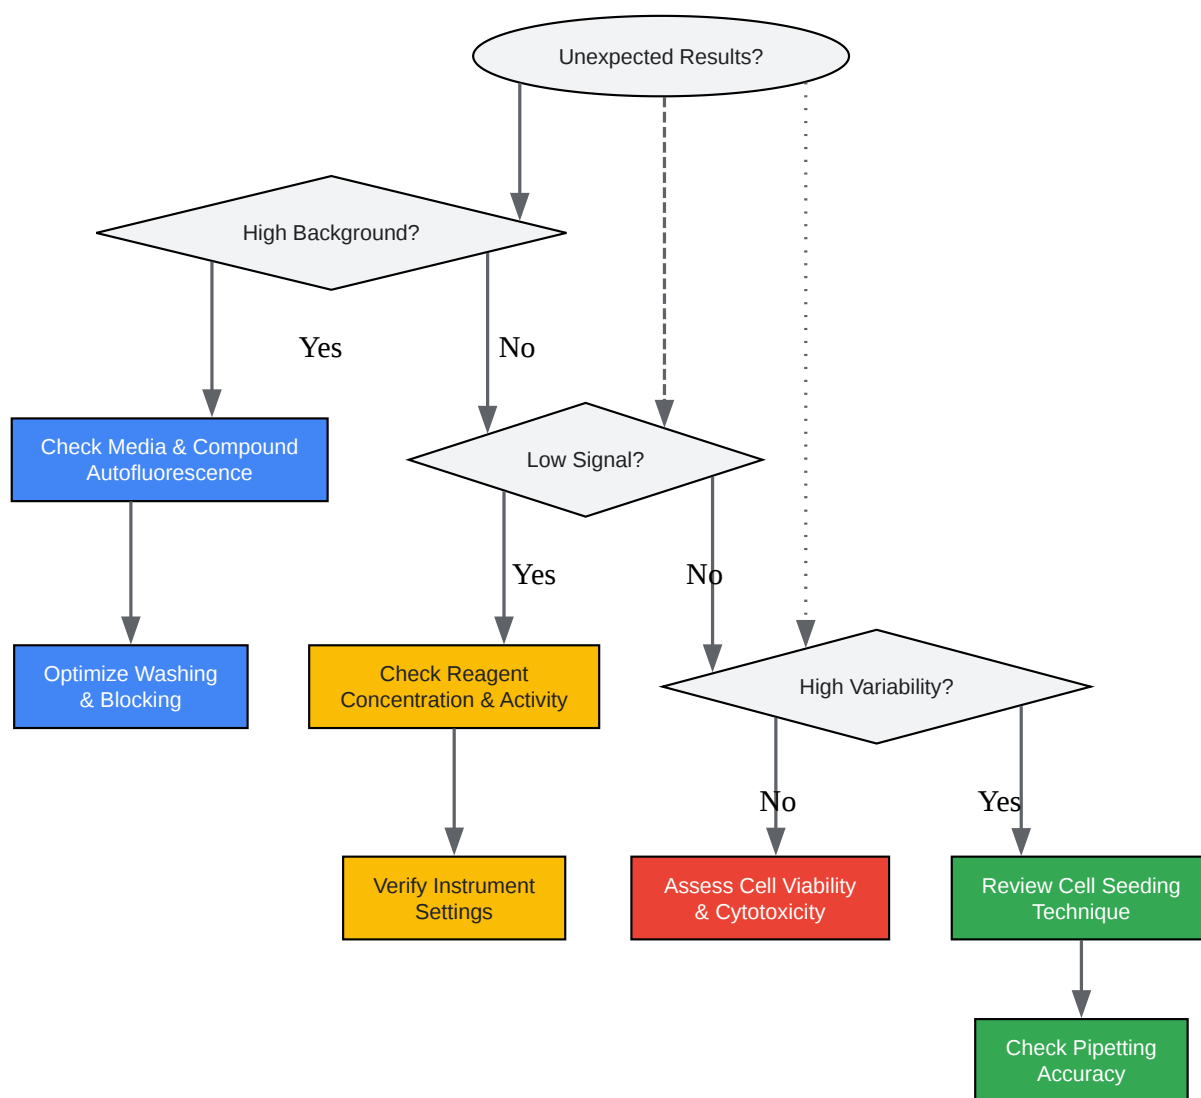 Unexpected Results?
High Background?
Yes
No
Check Media & Compound
Autofluorescence
Low Signal?
Yes
No
Optimize Washing
& Blocking
Check Reagent
Concentration & Activity
High Variability?
No
Yes
Verify Instrument
Settings
Assess Cell Viability
& Cytotoxicity
Review Cell Seeding
Technique
Check Pipetting
Accuracy